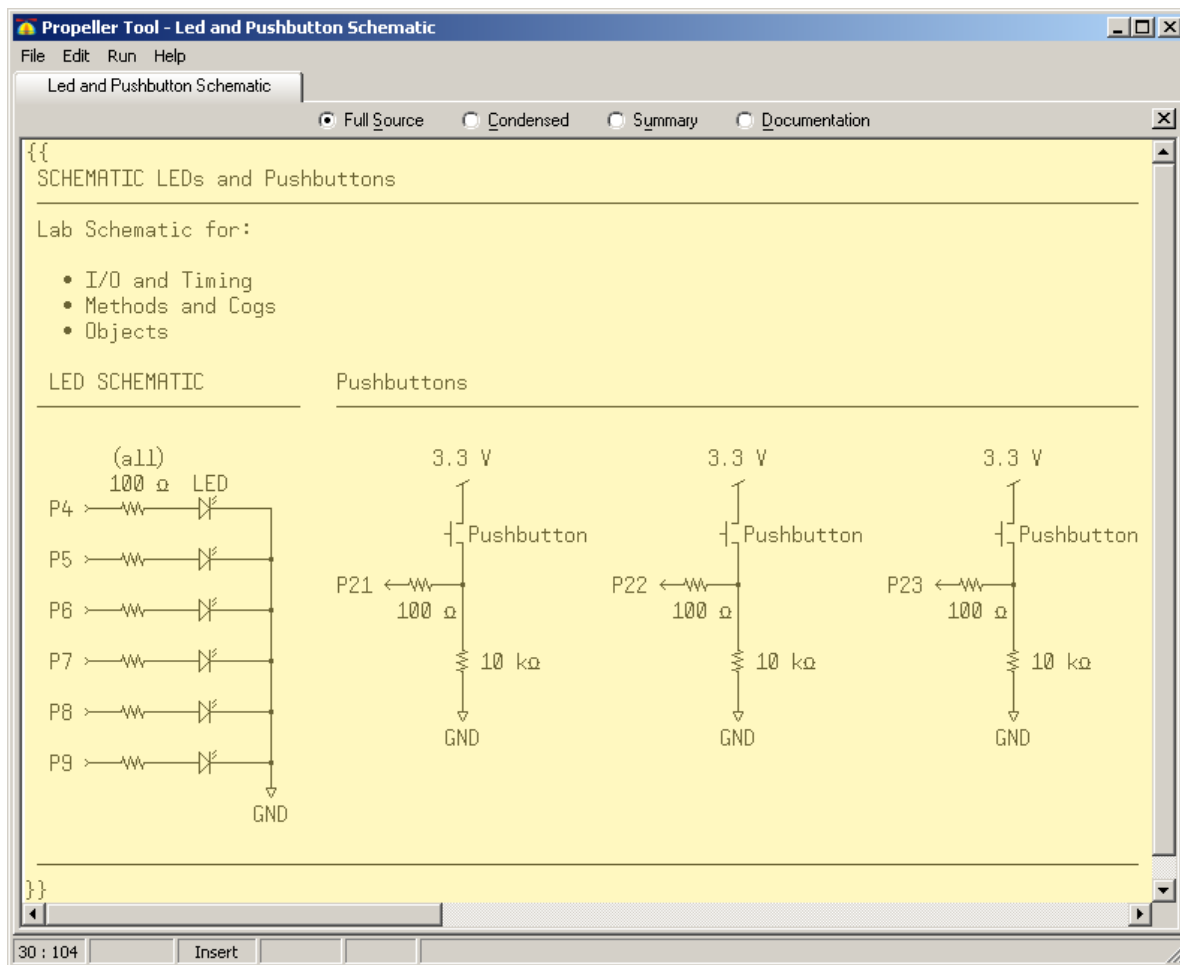 Propeller Tool - Led and Pushbutton Schematic
File Edit Run Help
Led and Pushbutton Schematic
Full Source Condensed Summary Documentation
{{
SCHEMATIC LEDs and Pushbuttons
Lab Schematic for:
• I/O and Timing
• Methods and Cogs
• Objects
LED SCHEMATIC Pushbuttons
(all) 3.3 V 3.3 V 3.3 V
100 Ω LED
P4
Pushbutton Pushbutton Pushbutton
P5
P21 P22 P23
P6 100 Ω 100 Ω 100 Ω
P7 10 kΩ 10 kΩ 10 kΩ
P8
GND GND GND
P9
GND
}}
30 : 104 Insert